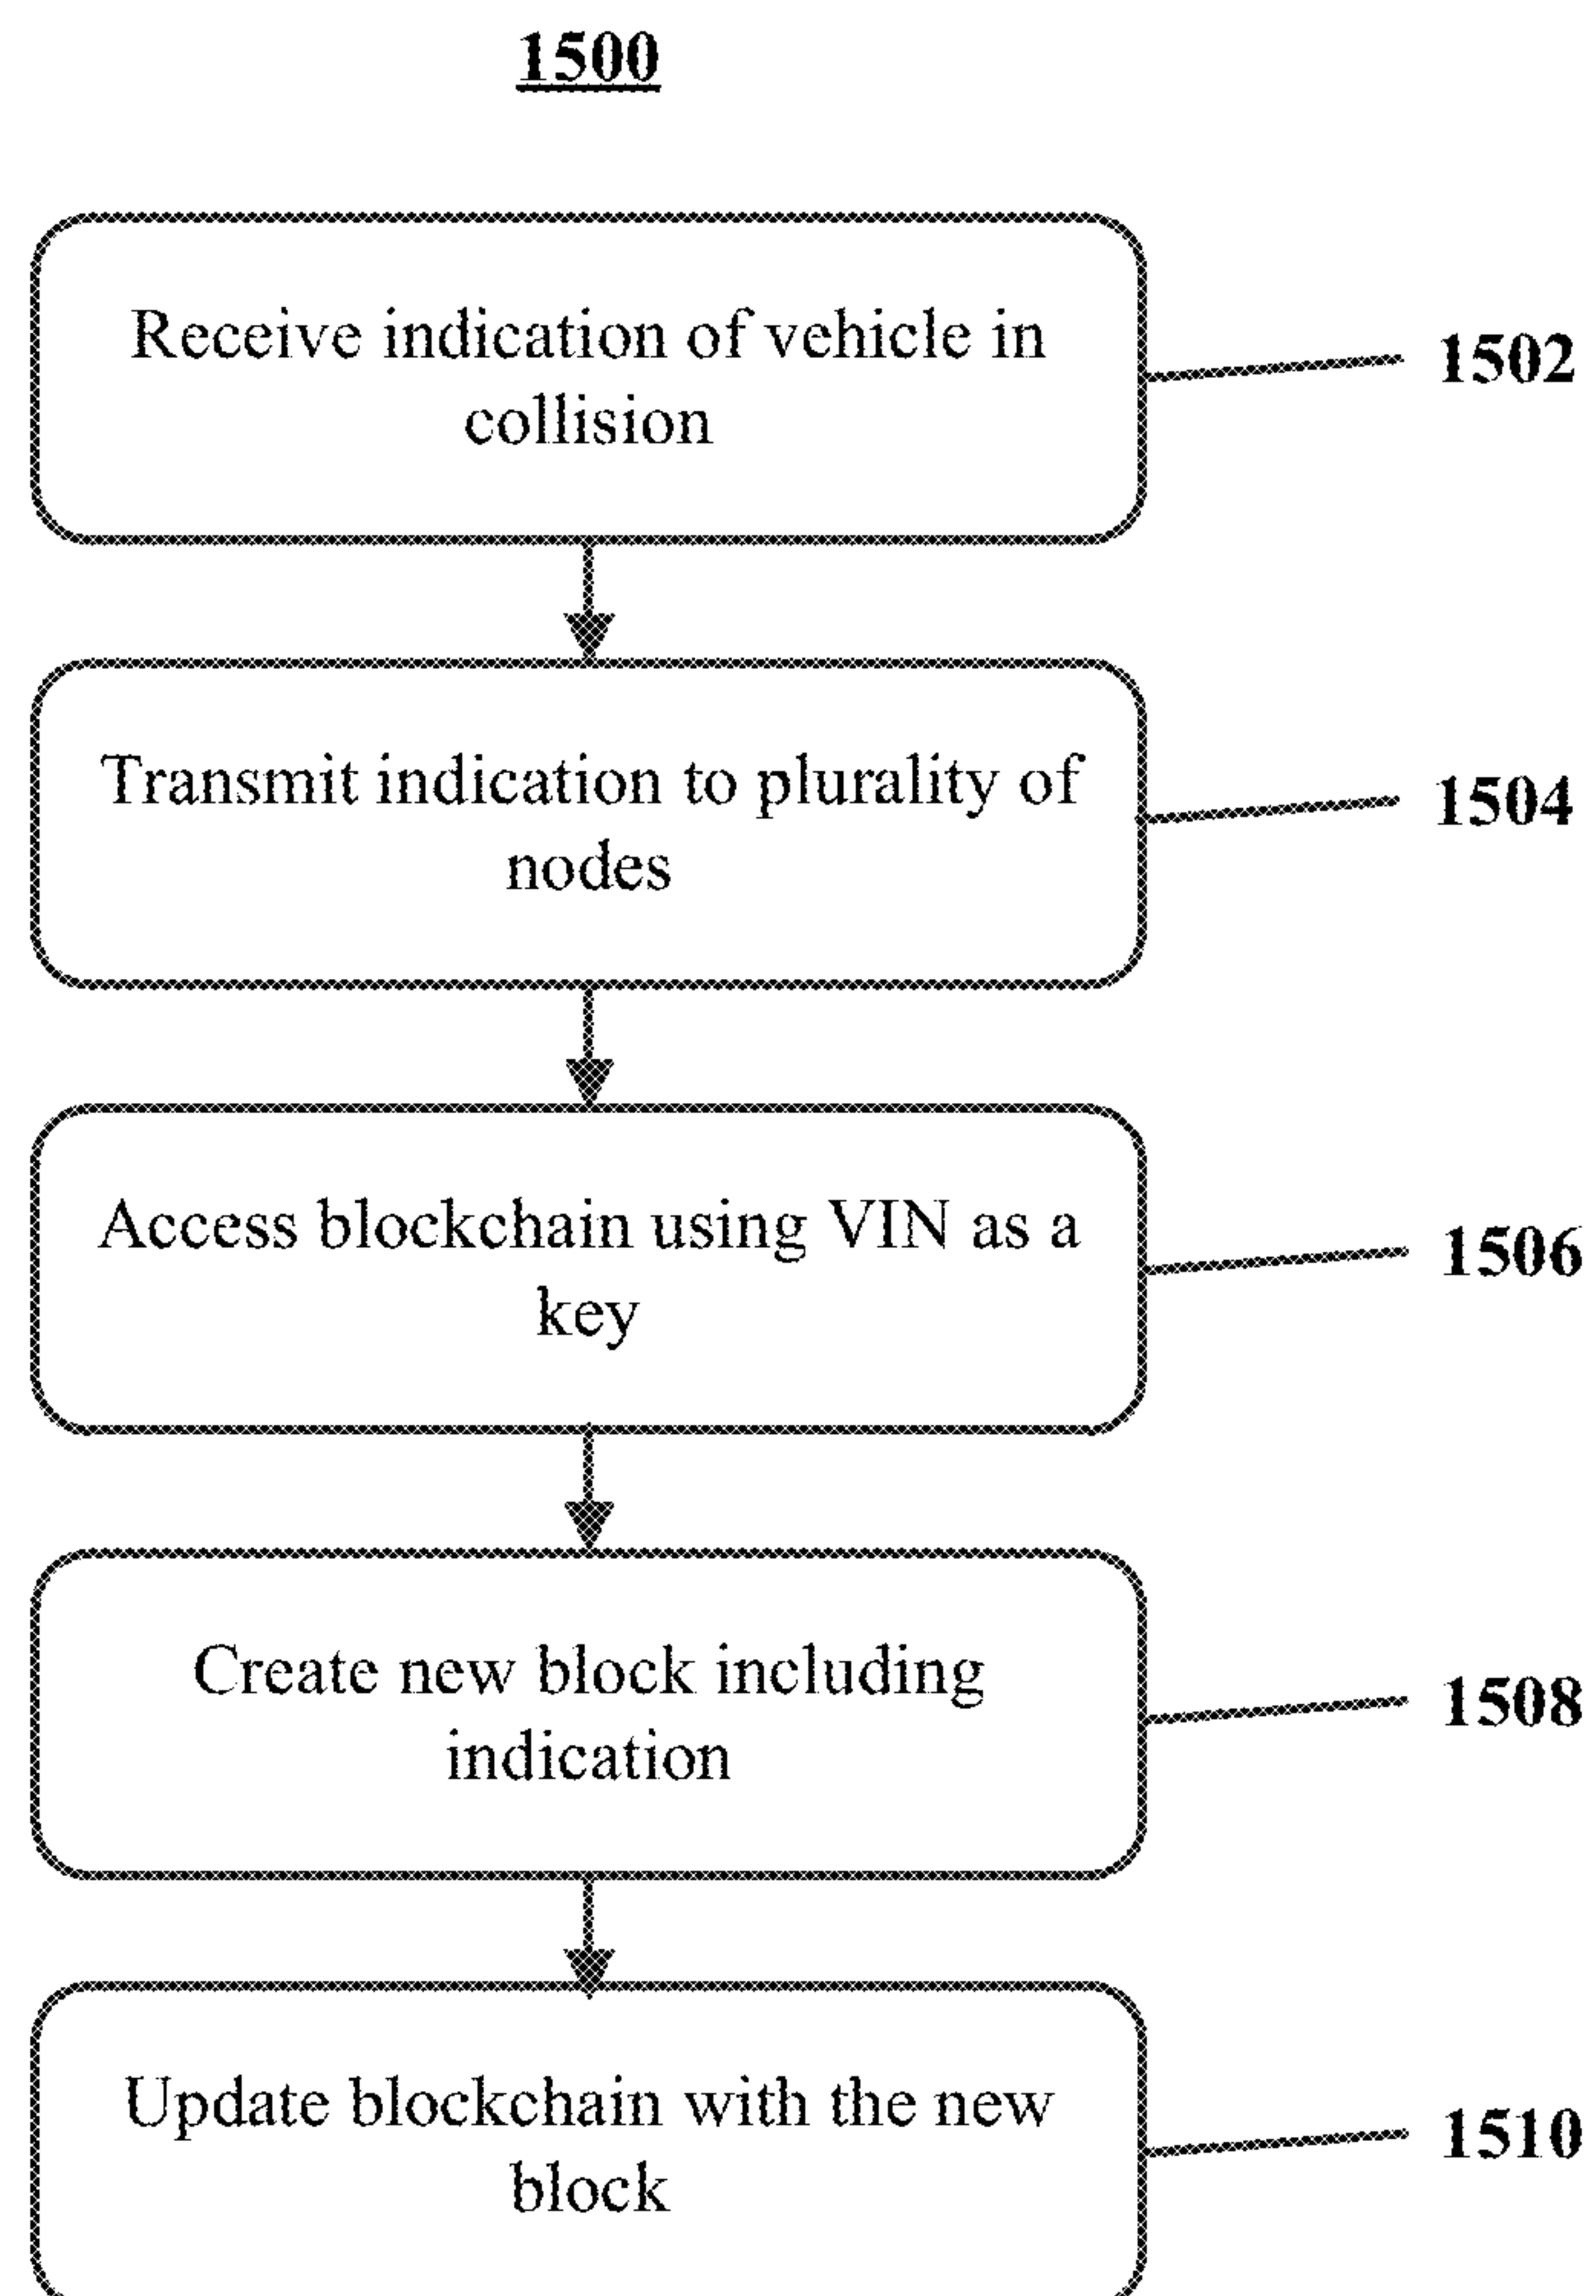 1500
Receive indication of vehicle in
collision
1502
Transmit indication to plurality of
nodes
1504
Access blockchain using VIN as a
key
1506
Create new block including
indication
1508
Update blockchain with the new
block
1510